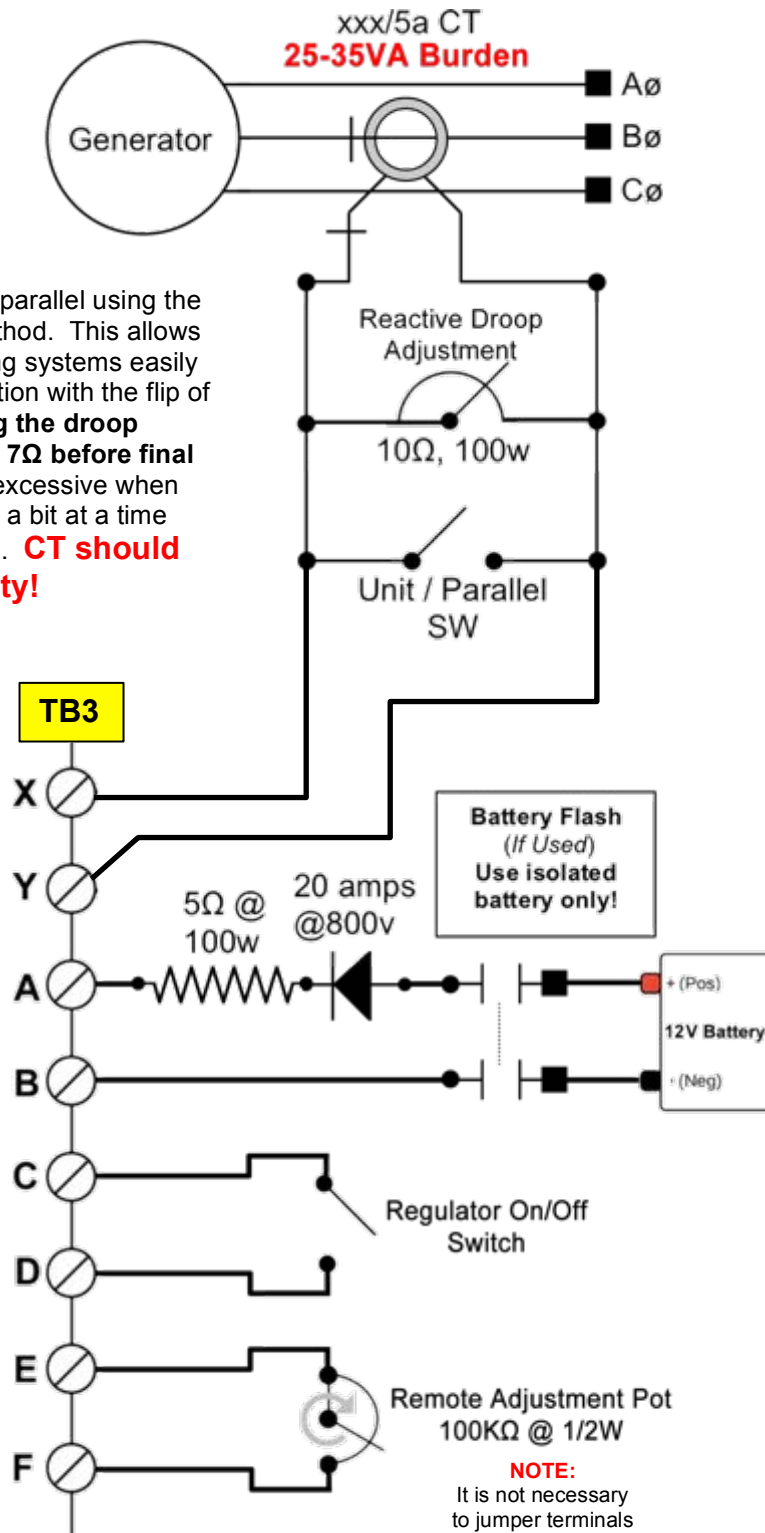 xxx/5a CT
25-35VA Burden
Generator
Aø
Bø
Cø
parallel using the
thod. This allows
ng systems easily
tion with the flip of
g the droop
7Ω before final
excessive when
a bit at a time
. CT should
ty!
Reactive Droop
Adjustment
10Ω, 100w
Unit / Parallel
SW
TB3
X
Y
A
B
C
D
E
F
5Ω @
100w
20 amps
@800v
Battery Flash
(If Used)
Use isolated
battery only!
+ (Pos)
12V Battery
- (Neg)
Regulator On/Off
Switch
Remote Adjustment Pot
100KΩ @ 1/2W
NOTE:
It is not necessary
to jumper terminals